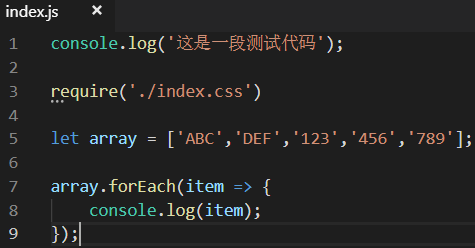 index.js ×
1 console.log('这是一段测试代码');
2
3 require('./index.css')
4
5 let array = ['ABC','DEF','123','456','789'];
6
7 array.forEach(item => {
8     console.log(item);
9 });